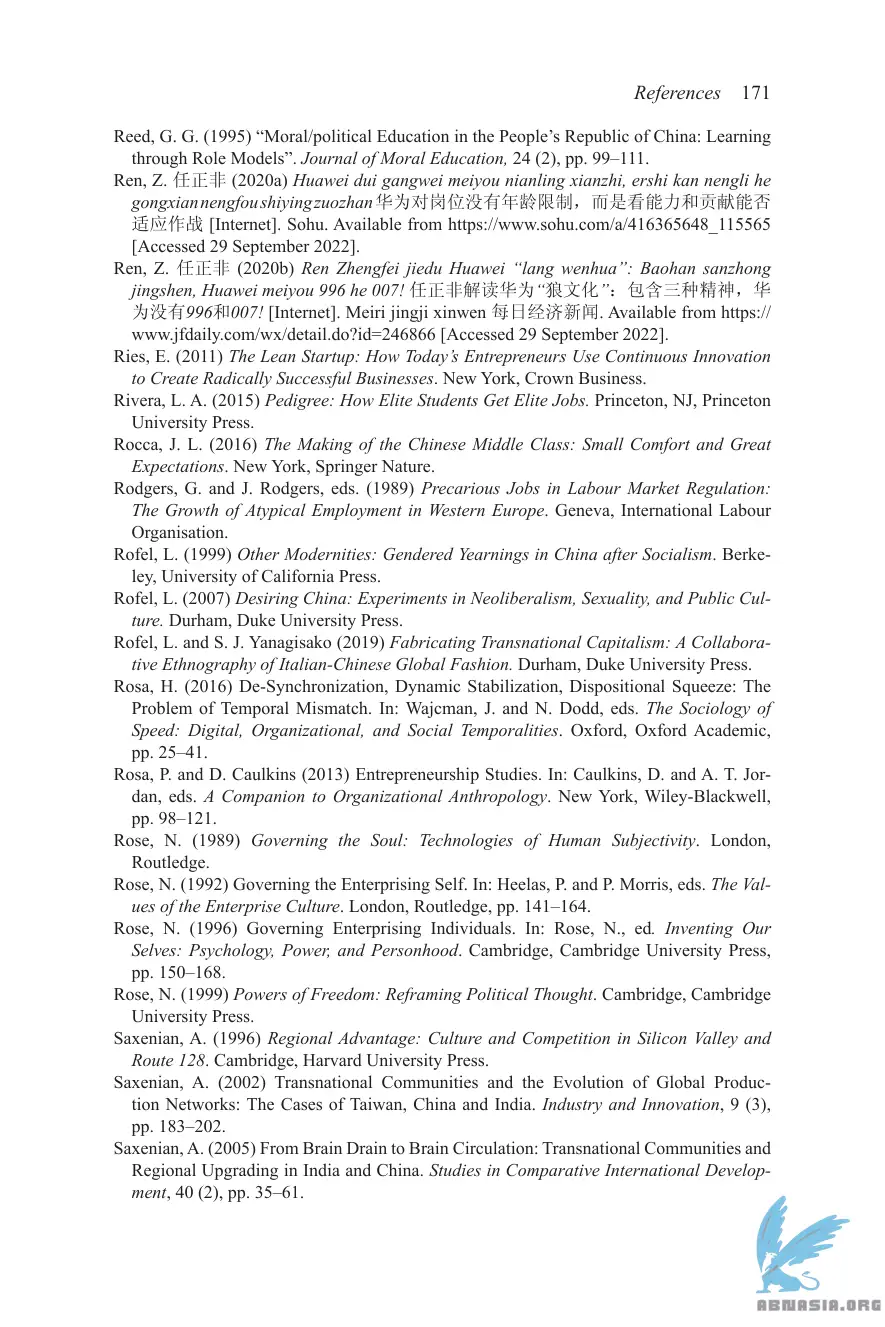 References 171
Reed, G. G. (1995) “Moral/political Education in the People’s Republic of China: Learning
through Role Models”. Journal of Moral Education, 24 (2), pp. 99–111.
Ren, Z. 任正非 (2020a) Huawei dui gangwei meiyou nianling xianzhi, ershi kan nengli he
gongxian nengfou shiying zuozhan 华为对岗位没有年龄限制，而是看能力和贡献能否
适应作战 [Internet]. Sohu. Available from https://www.sohu.com/a/416365648_115565
[Accessed 29 September 2022].
Ren, Z. 任正非 (2020b) Ren Zhengfei jiedu Huawei “lang wenhua”: Baohan sanzhong
jingshen, Huawei meiyou 996 he 007! 任正非解读华为“狼文化”：包含三种精神，华
为没有996和007! [Internet]. Meiri jingji xinwen 每日经济新闻. Available from https://
www.jfdaily.com/wx/detail.do?id=246866 [Accessed 29 September 2022].
Ries, E. (2011) The Lean Startup: How Today’s Entrepreneurs Use Continuous Innovation
to Create Radically Successful Businesses. New York, Crown Business.
Rivera, L. A. (2015) Pedigree: How Elite Students Get Elite Jobs. Princeton, NJ, Princeton
University Press.
Rocca, J. L. (2016) The Making of the Chinese Middle Class: Small Comfort and Great
Expectations. New York, Springer Nature.
Rodgers, G. and J. Rodgers, eds. (1989) Precarious Jobs in Labour Market Regulation:
The Growth of Atypical Employment in Western Europe. Geneva, International Labour
Organisation.
Rofel, L. (1999) Other Modernities: Gendered Yearnings in China after Socialism. Berke-
ley, University of California Press.
Rofel, L. (2007) Desiring China: Experiments in Neoliberalism, Sexuality, and Public Cul-
ture. Durham, Duke University Press.
Rofel, L. and S. J. Yanagisako (2019) Fabricating Transnational Capitalism: A Collabora-
tive Ethnography of Italian-Chinese Global Fashion. Durham, Duke University Press.
Rosa, H. (2016) De-Synchronization, Dynamic Stabilization, Dispositional Squeeze: The
Problem of Temporal Mismatch. In: Wajcman, J. and N. Dodd, eds. The Sociology of
Speed: Digital, Organizational, and Social Temporalities. Oxford, Oxford Academic,
pp. 25–41.
Rosa, P. and D. Caulkins (2013) Entrepreneurship Studies. In: Caulkins, D. and A. T. Jor-
dan, eds. A Companion to Organizational Anthropology. New York, Wiley-Blackwell,
pp. 98–121.
Rose, N. (1989) Governing the Soul: Technologies of Human Subjectivity. London,
Routledge.
Rose, N. (1992) Governing the Enterprising Self. In: Heelas, P. and P. Morris, eds. The Val-
ues of the Enterprise Culture. London, Routledge, pp. 141–164.
Rose, N. (1996) Governing Enterprising Individuals. In: Rose, N., ed. Inventing Our
Selves: Psychology, Power, and Personhood. Cambridge, Cambridge University Press,
pp. 150–168.
Rose, N. (1999) Powers of Freedom: Reframing Political Thought. Cambridge, Cambridge
University Press.
Saxenian, A. (1996) Regional Advantage: Culture and Competition in Silicon Valley and
Route 128. Cambridge, Harvard University Press.
Saxenian, A. (2002) Transnational Communities and the Evolution of Global Produc-
tion Networks: The Cases of Taiwan, China and India. Industry and Innovation, 9 (3),
pp. 183–202.
Saxenian, A. (2005) From Brain Drain to Brain Circulation: Transnational Communities and
Regional Upgrading in India and China. Studies in Comparative International Develop-
ment, 40 (2), pp. 35–61.
ABNASIA.ORG